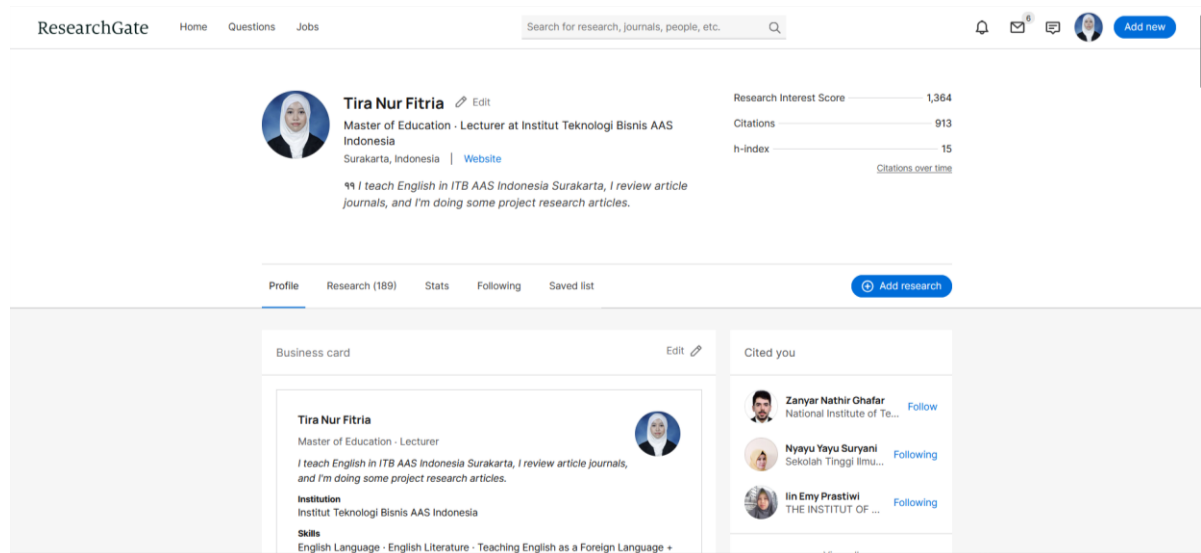 ResearchGate Home Questions Jobs Search for research, journals, people, etc. 6 Add new
Tira Nur Fitria Edit
Master of Education · Lecturer at Institut Teknologi Bisnis AAS
Indonesia
Surakarta, Indonesia | Website
I teach English in ITB AAS Indonesia Surakarta, I review article
journals, and I'm doing some project research articles.
Research Interest Score 1,364
Citations 913
h-index 15
Citations over time
Profile Research (189) Stats Following Saved list Add research
Business card Edit
Tira Nur Fitria
Master of Education · Lecturer
I teach English in ITB AAS Indonesia Surakarta, I review article journals,
and I'm doing some project research articles.
Institution
Institut Teknologi Bisnis AAS Indonesia
Skills
English Language · English Literature · Teaching English as a Foreign Language +
Cited you
Zanyar Nathir Ghafar
National Institute of Te... Follow
Nyayu Yayu Suryani
Sekolah Tinggi Ilmu... Following
Iin Emy Prastiwi
THE INSTITUT OF ... Following